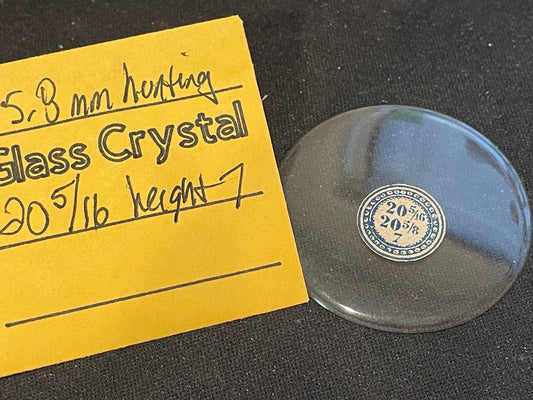 5.8 mm hunting
Glass Crystal
20 5/16 height 7
20 5/16
20 5/8
7